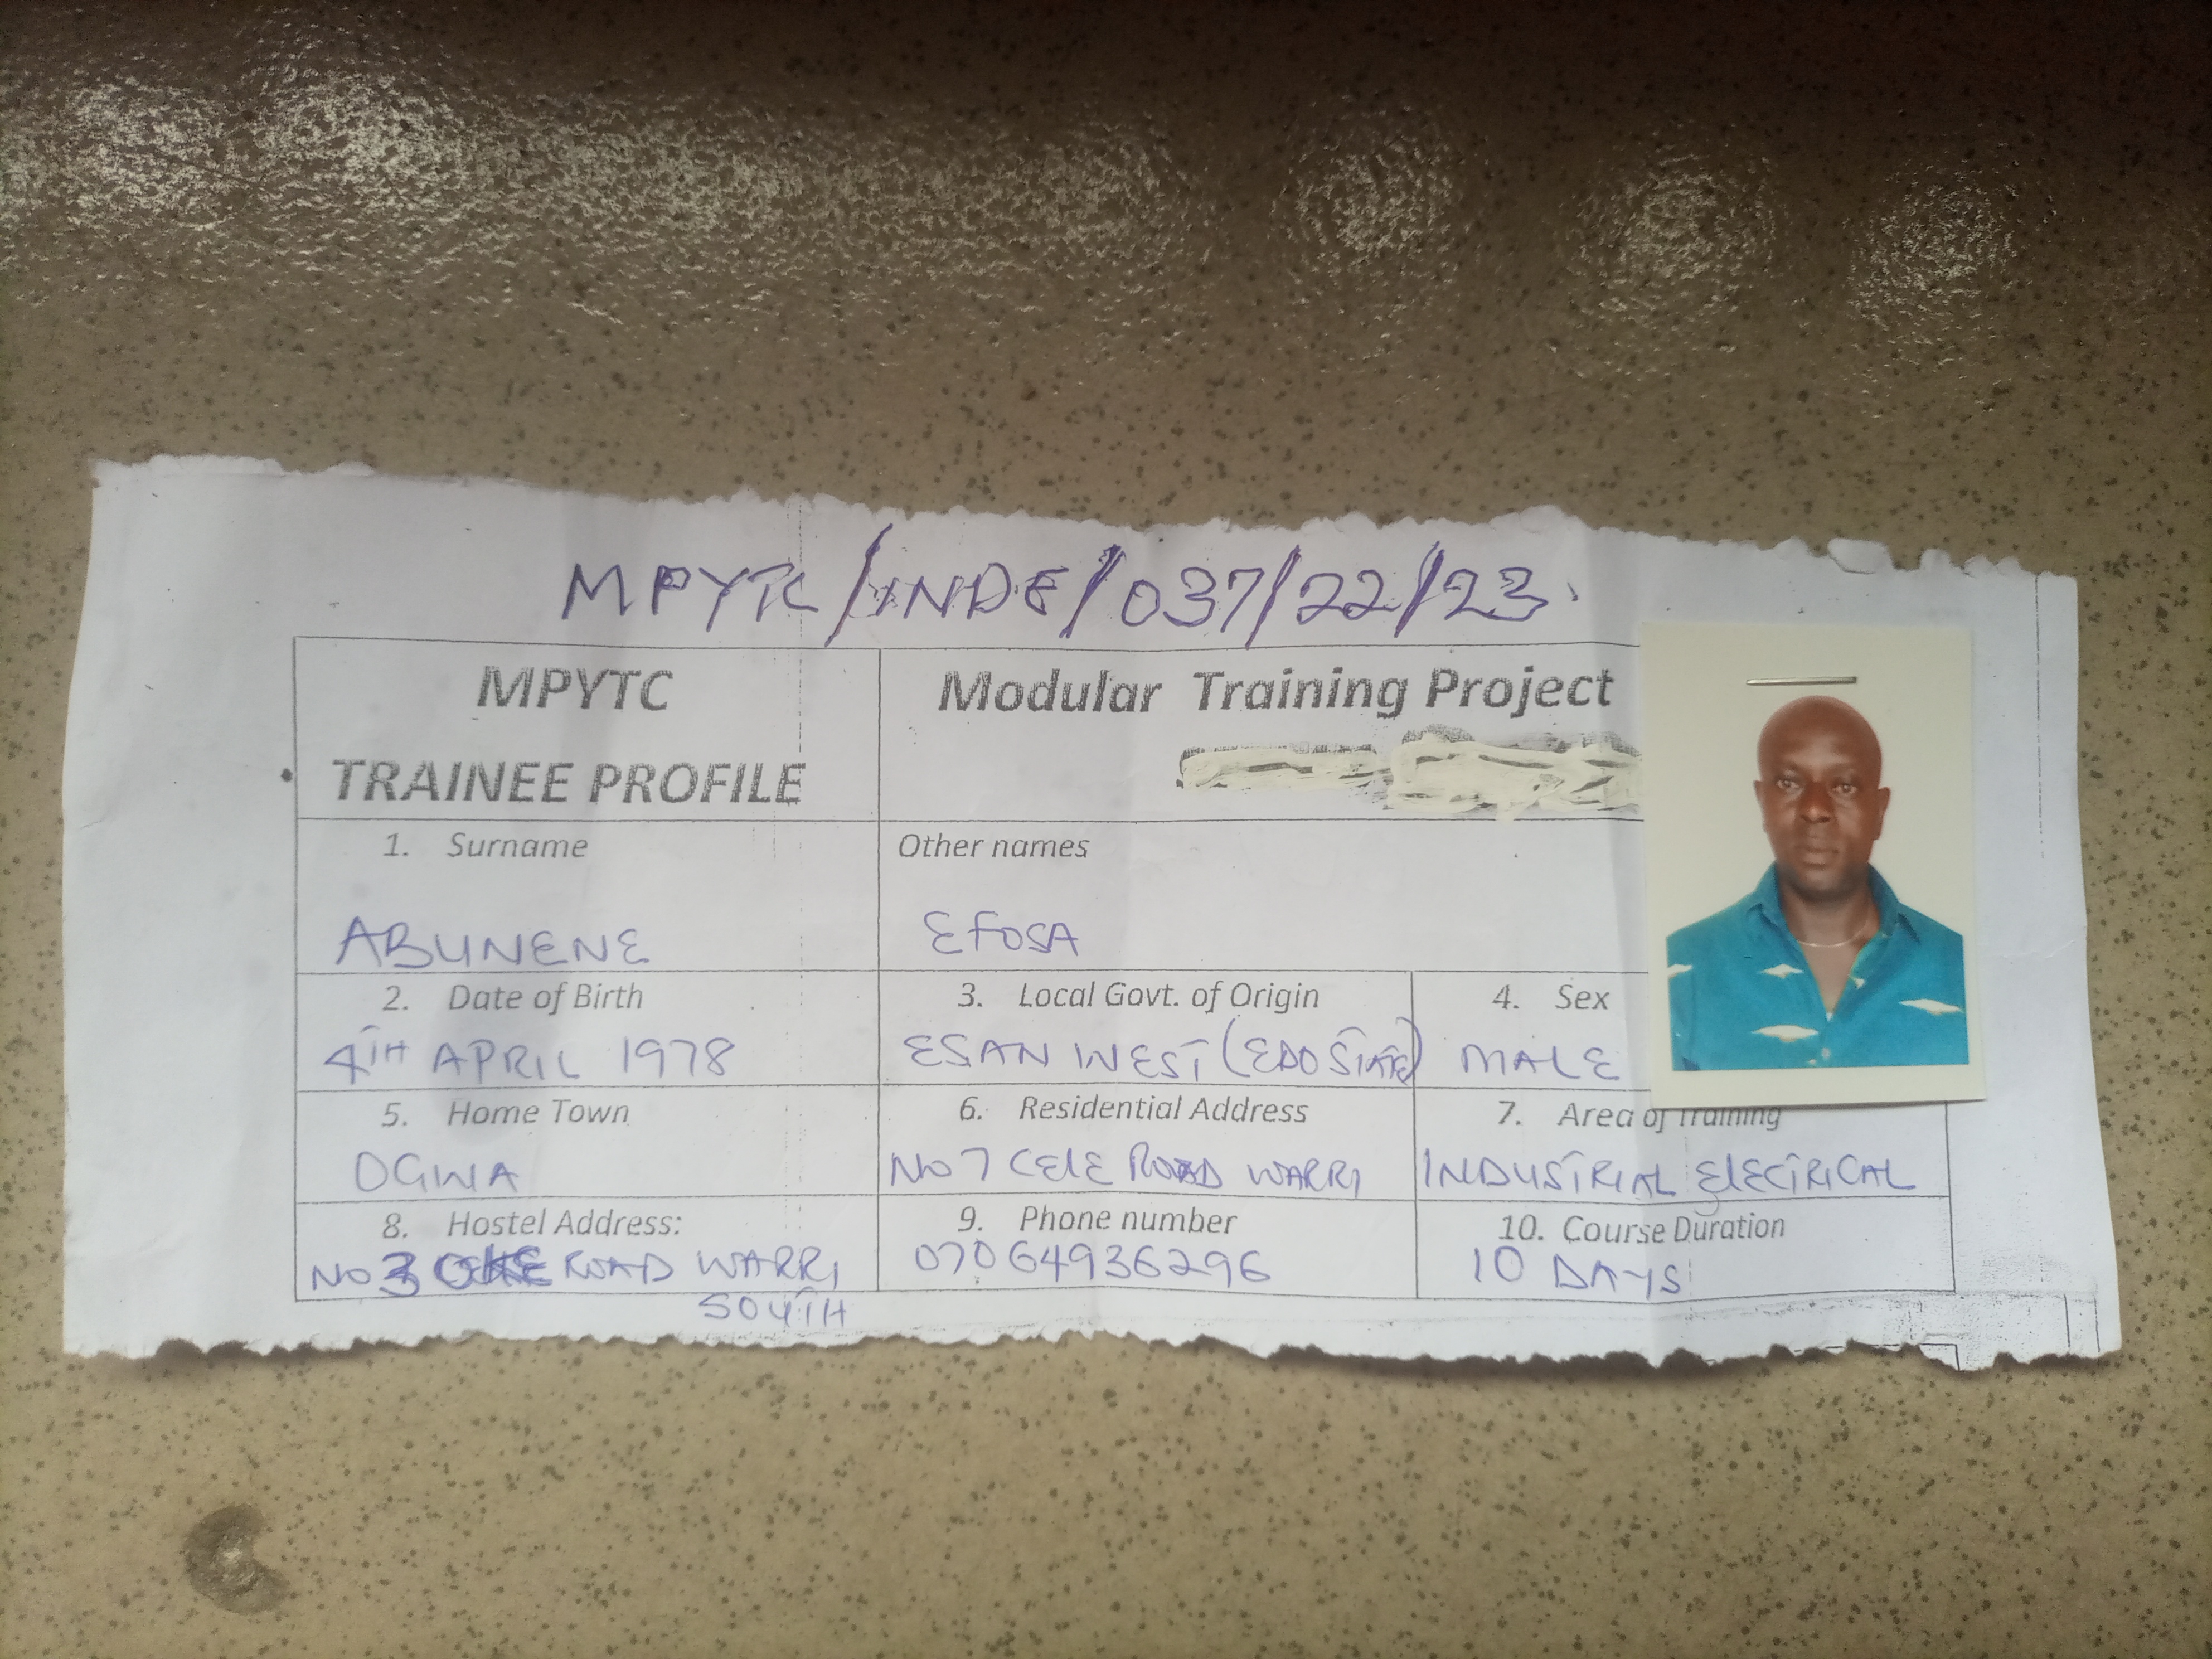 MPYTC/INDE/037/22/23.
MPYTC
TRAINEE PROFILE
Modular Training Project
1. Surname
ABUNENE
Other names
EFOSA
2. Date of Birth
4TH APRIL 1978
3. Local Govt. of Origin
ESAN WEST (EDO STATE)
4. Sex
MALE
5. Home Town
OGWA
6. Residential Address
NO 7 CELE ROAD WARRI
7. Area of Training
INDUSTRIAL ELECTRICAL
8. Hostel Address:
NO 3 ROAD WARRI
SOUTH
9. Phone number
07064936296
10. Course Duration
10 DAYS